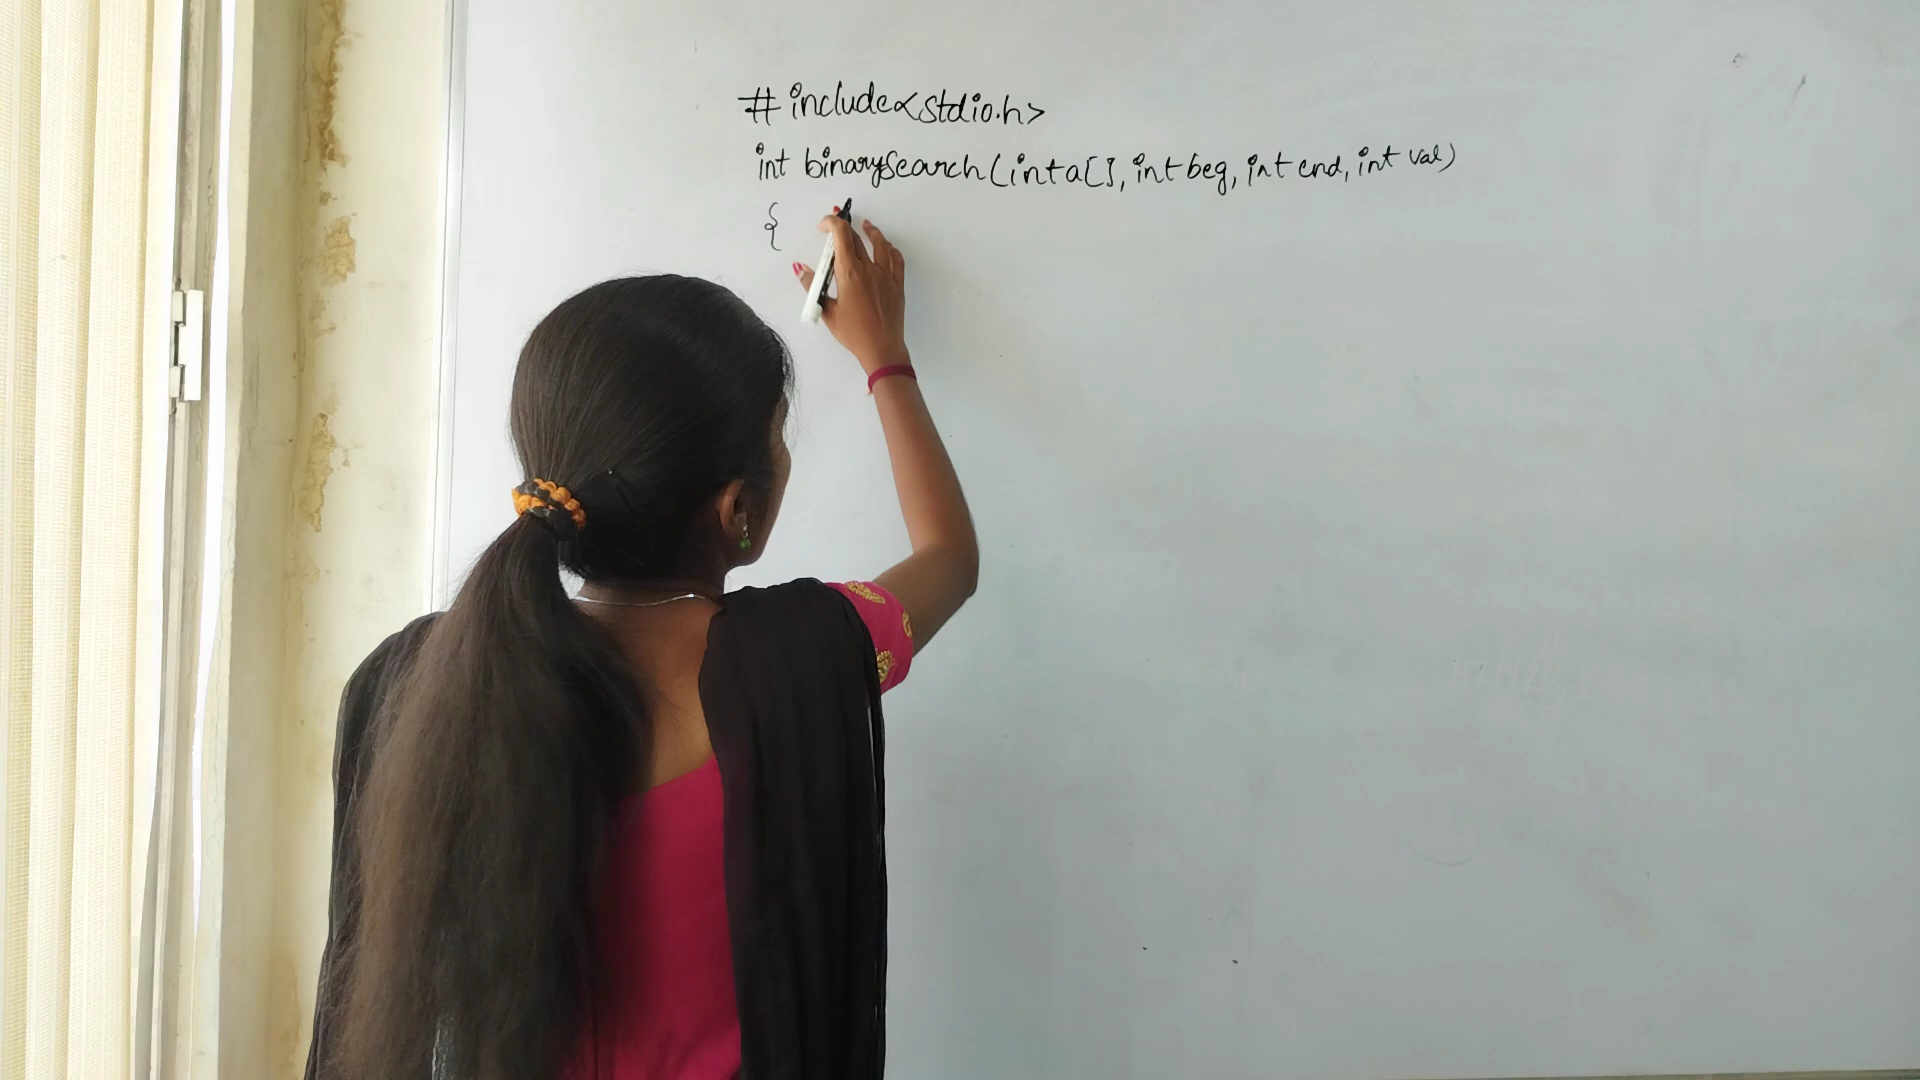 #include<stdio.h>
int binarySearch(int a[], int beg, int end, int val)
{